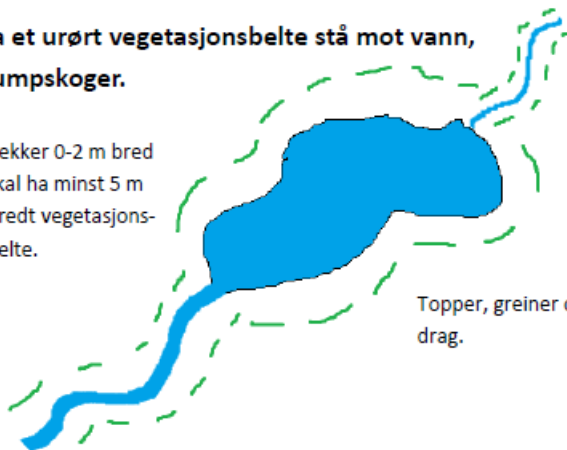 et urørt vegetasjonsbelte stå mot vann,
ekker 0-2 m bred
kal ha minst 5 m
redt vegetasjons-
elte.
Topper, greiner
drag.